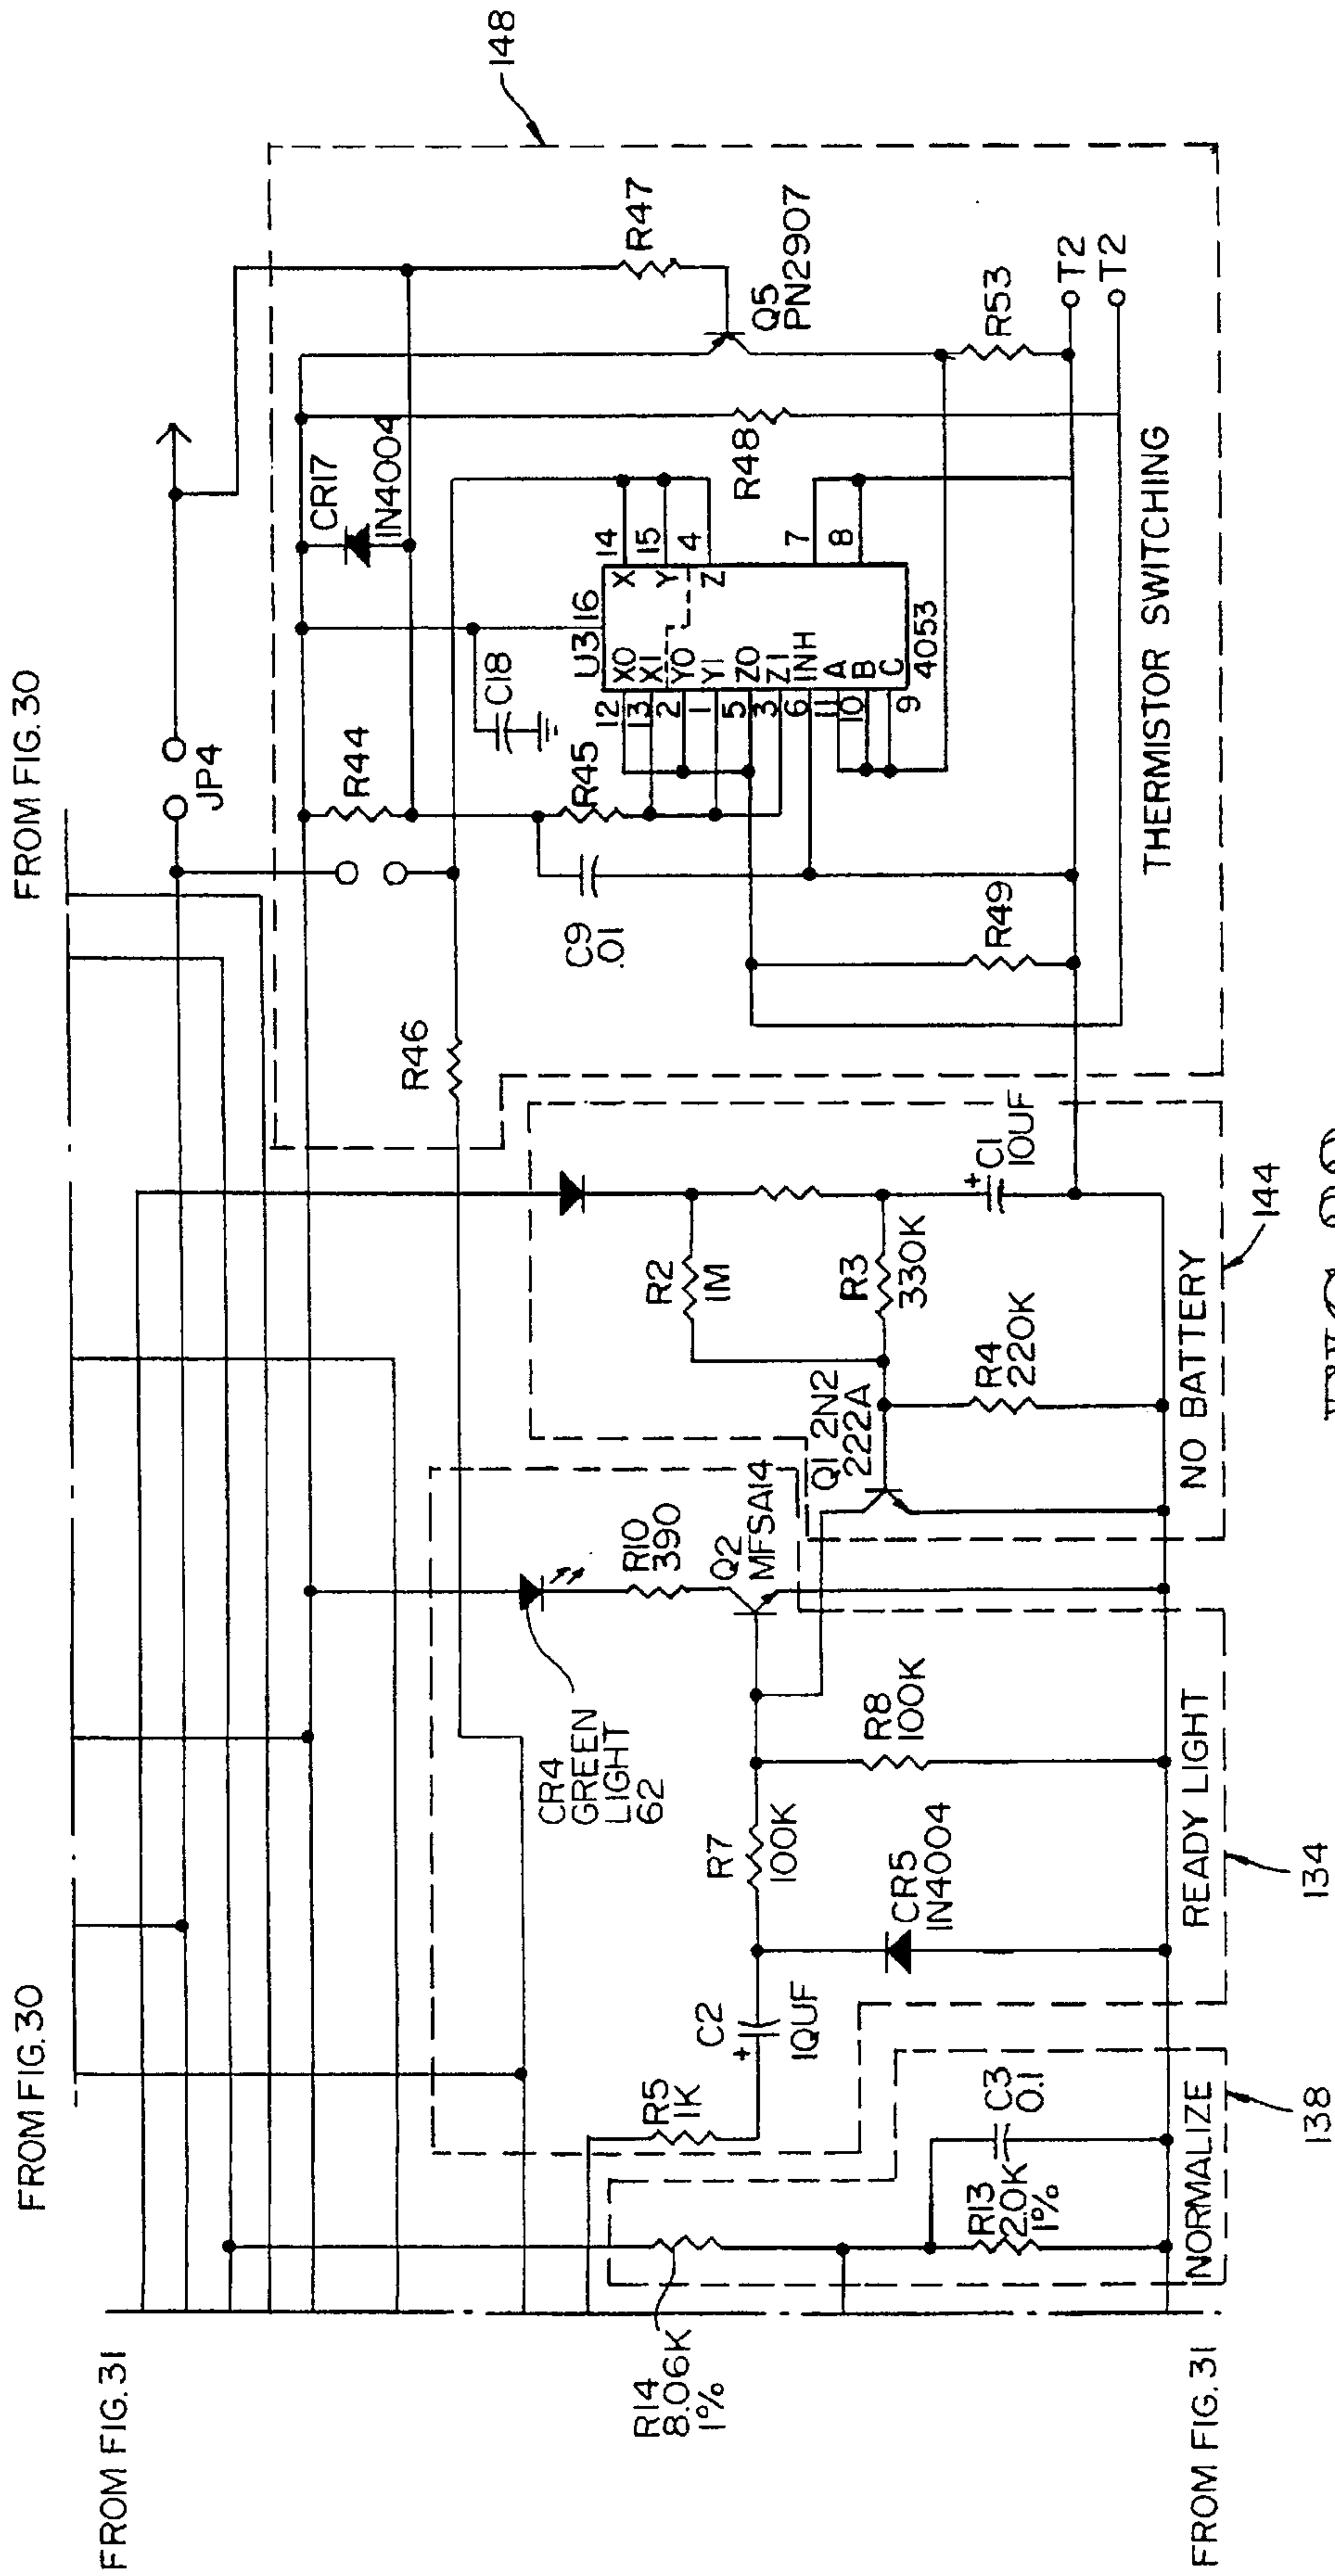 FROM FIG. 31
FROM FIG. 30
FROM FIG. 30
JP4
148
R14
8.06K
1%
R5
1K
C2
+
10UF
R7
100K
CR5
1N4004
R8
100K
CR4
GREEN
LIGHT
62
R10
390
Q2
MFSA14
Q1 2N2
222A
R2
1M
R3
330K
R4
220K
+
C1
10UF
R46
R44
CR17
1N4004
C18
R45
C9
.01
U3
16
12
13
2
1
5
3
6
11
10
9
X0
X1
Y0
Y1
Z0
Z1
INH
A
B
C
X
Y
Z
14
15
4
7
8
4053
R47
Q5
PN2907
R48
R53
R49
T2
T2
R13
2.0K
1%
C3
0.1
NORMALIZE
READY LIGHT
NO BATTERY
THERMISTOR SWITCHING
138
134
144
FROM FIG. 31